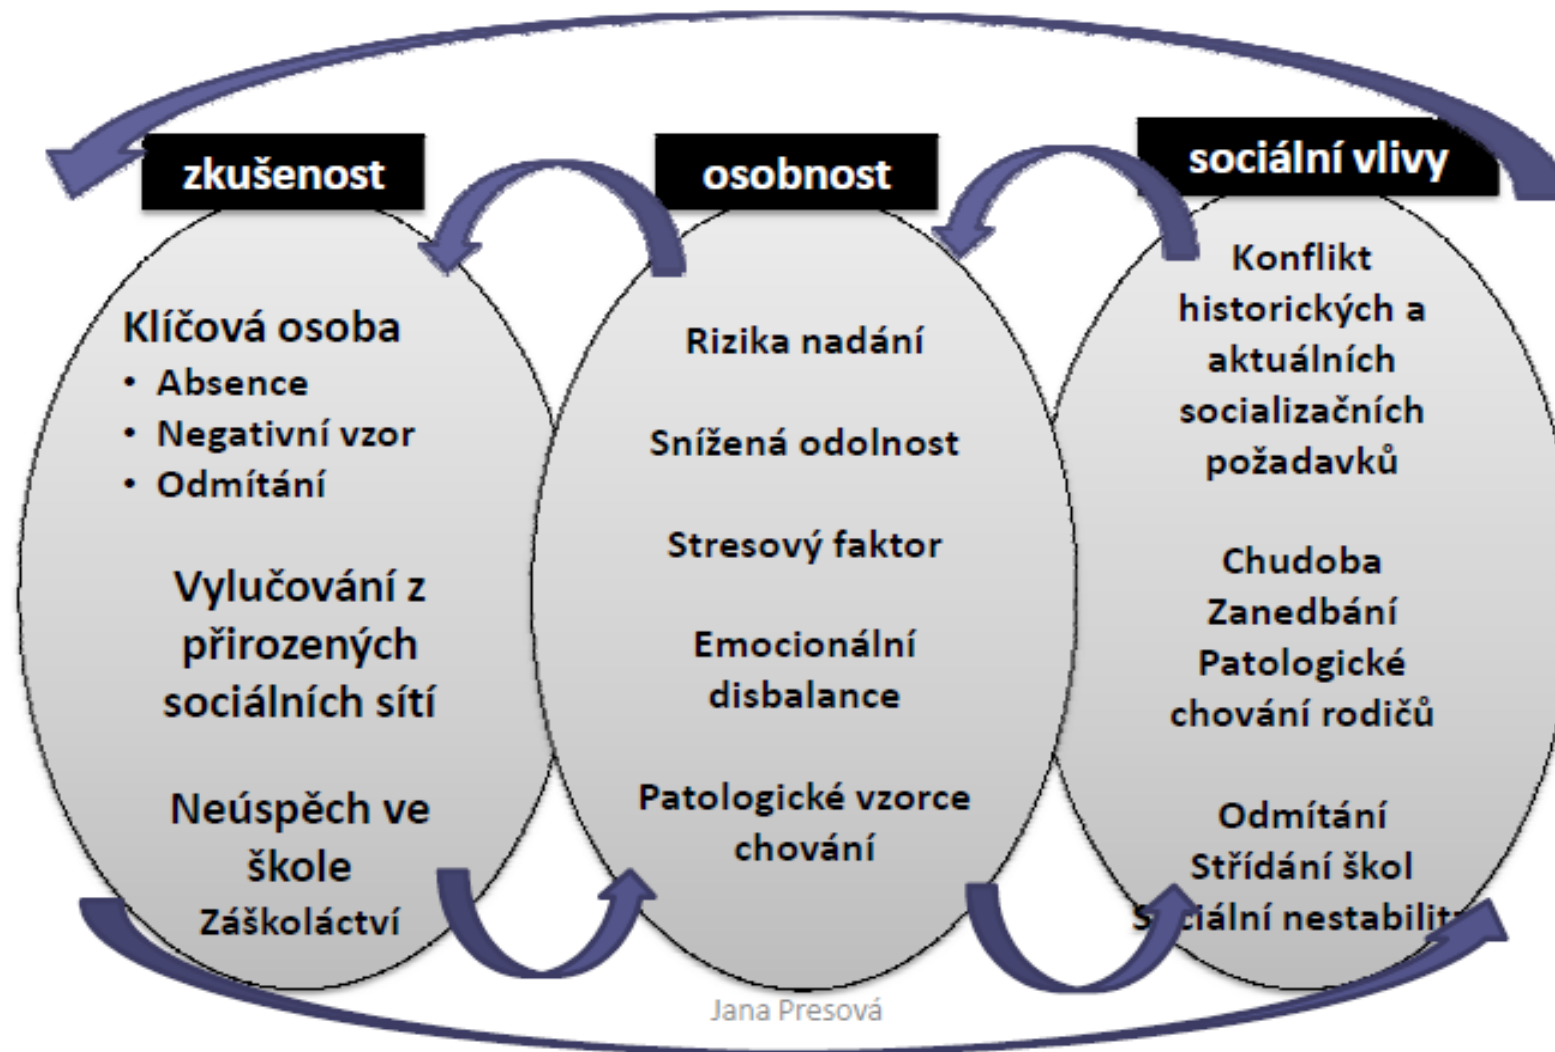 zkušenost
Klíčová osoba
• Absence
• Negativní vzor
• Odmítání
Vylučování z
přirozených
sociálních sítí
Neúspěch ve
škole
Záškoláctví
osobnost
Rizika nadání
Snížená odolnost
Stresový faktor
Emocionální
disbalance
Patologické vzorce
chování
sociální vlivy
Konflikt
historických a
aktuálních
socializačních
požadavků
Chudoba
Zanedbání
Patologické
chování rodičů
Odmítání
Střídání škol
Sociální nestabilita
Jana Presová